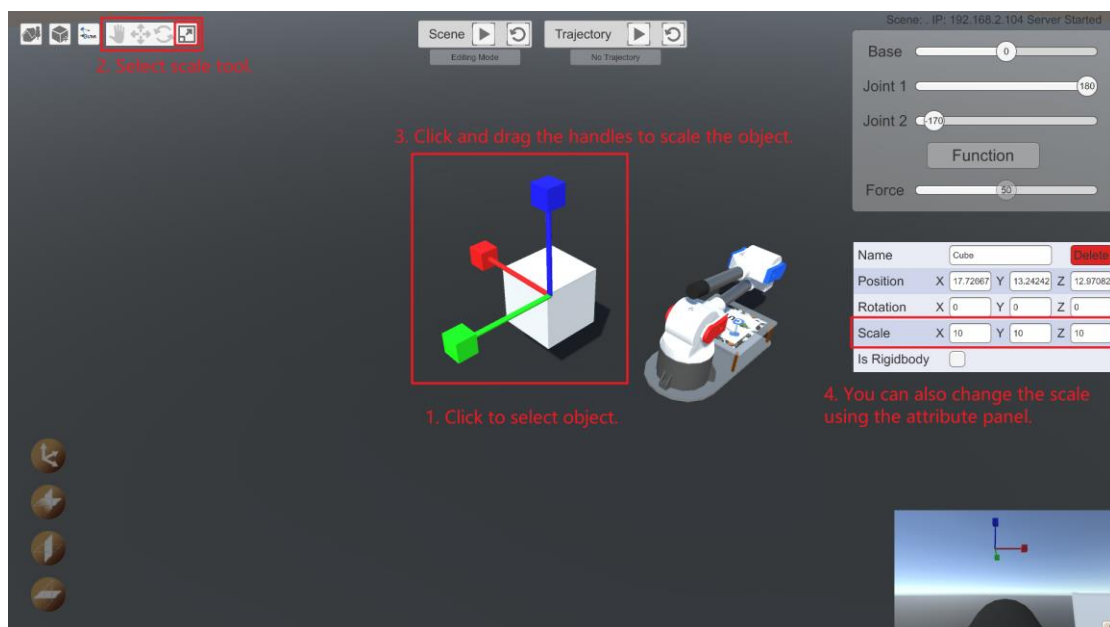 Scene: . IP: 192.168.2.104 Server Started
2. Select scale tool.
Scene
Editing Mode
Trajectory
No Trajectory
Base 0
Joint 1 180
Joint 2 -170
Function
Force 50
3. Click and drag the handles to scale the object.
1. Click to select object.
Name Cube Delete
Position X 17.72667 Y 13.24242 Z 12.97082
Rotation X 0 Y 0 Z 0
Scale X 10 Y 10 Z 10
Is Rigidbody
4. You can also change the scale
using the attribute panel.